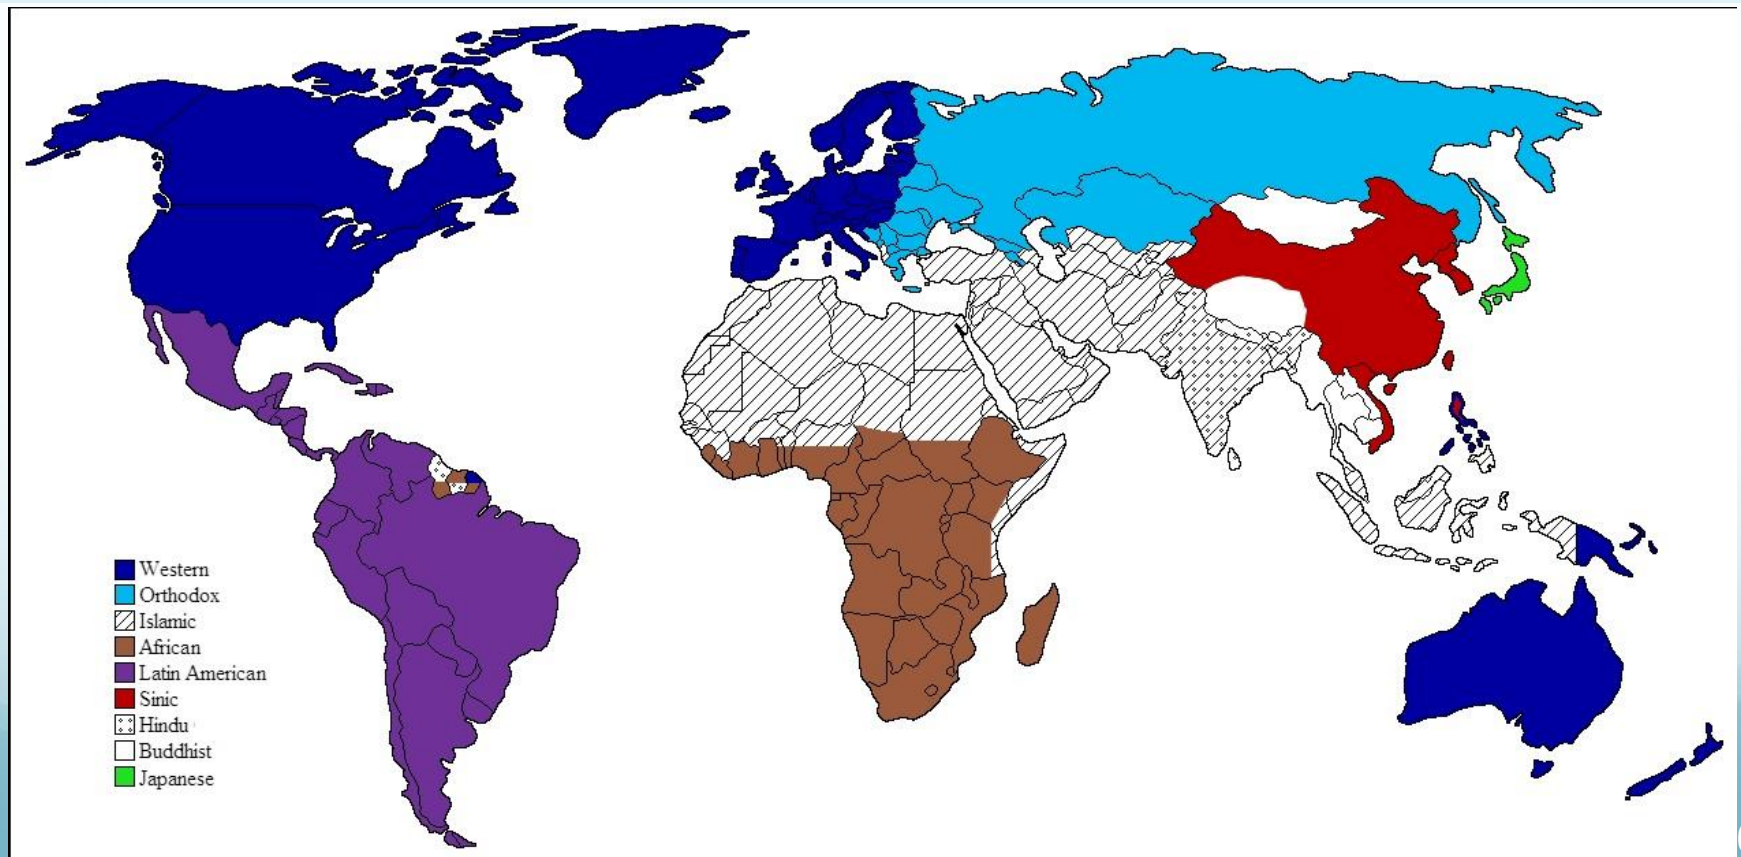 Western
Orthodox
Islamic
African
Latin American
Sinic
Hindu
Buddhist
Japanese